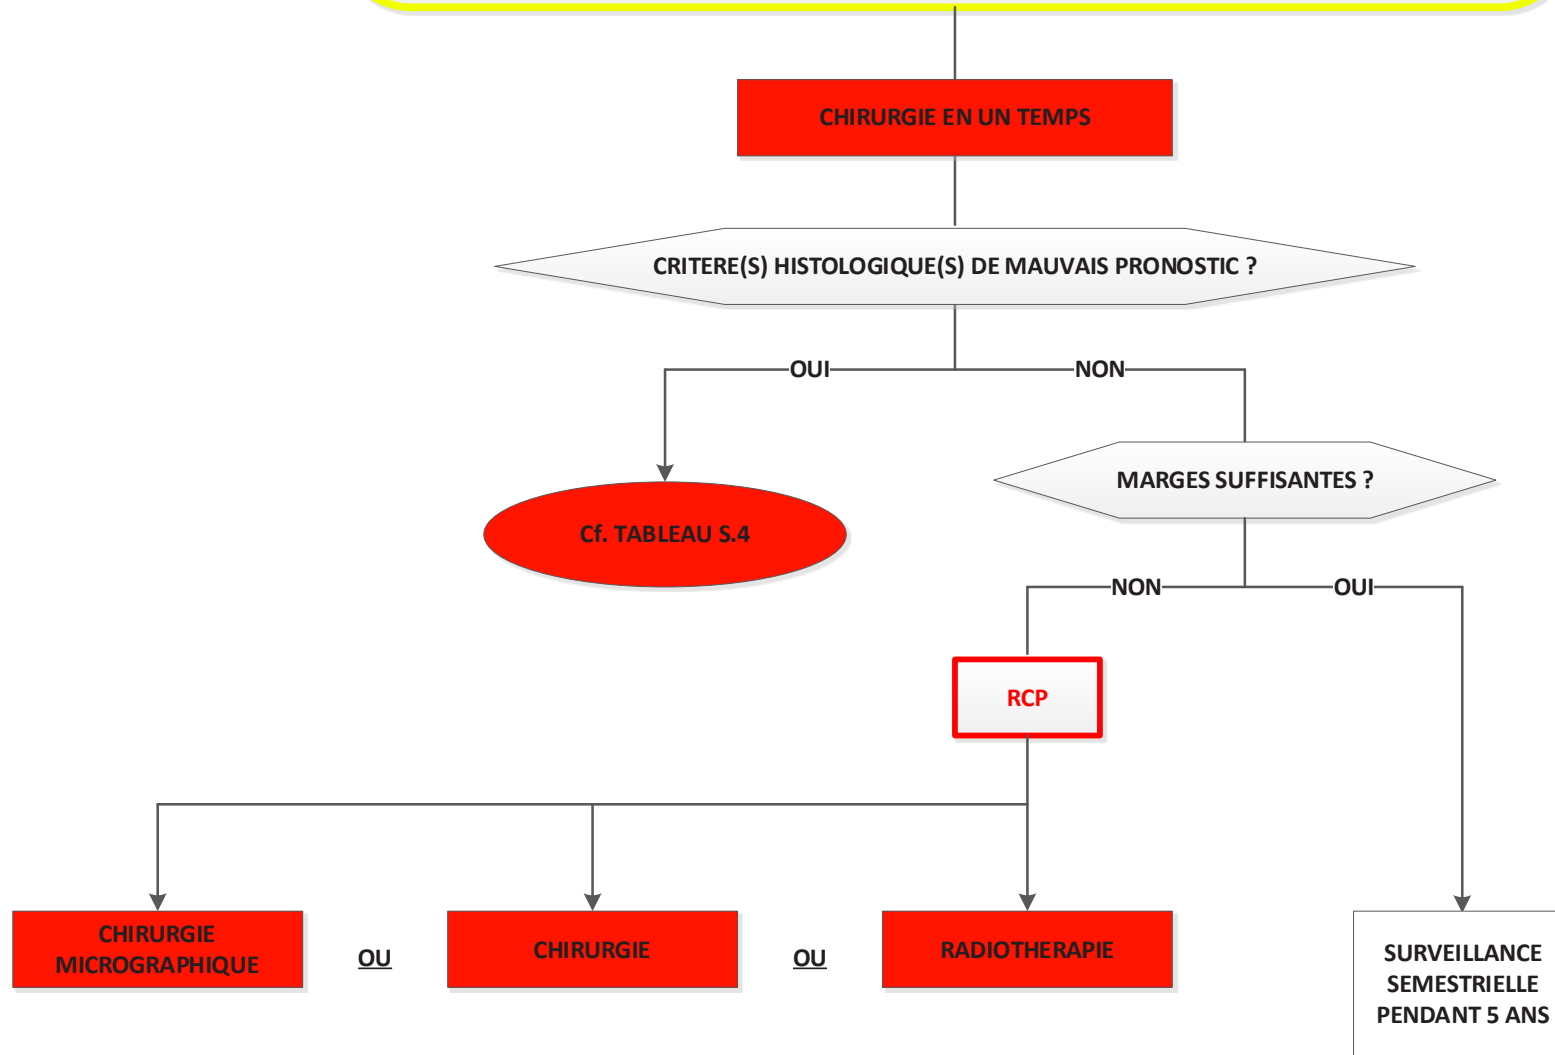 CHIRURGIE EN UN TEMPS
CRITERE(S) HISTOLOGIQUE(S) DE MAUVAIS PRONOSTIC ?
OUI
NON
MARGES SUFFISANTES ?
Cf. TABLEAU S.4
NON
OUI
RCP
CHIRURGIE
MICROGRAPHIQUE
OU
CHIRURGIE
OU
RADIOTHERAPIE
SURVEILLANCE
SEMESTRIELLE
PENDANT 5 ANS